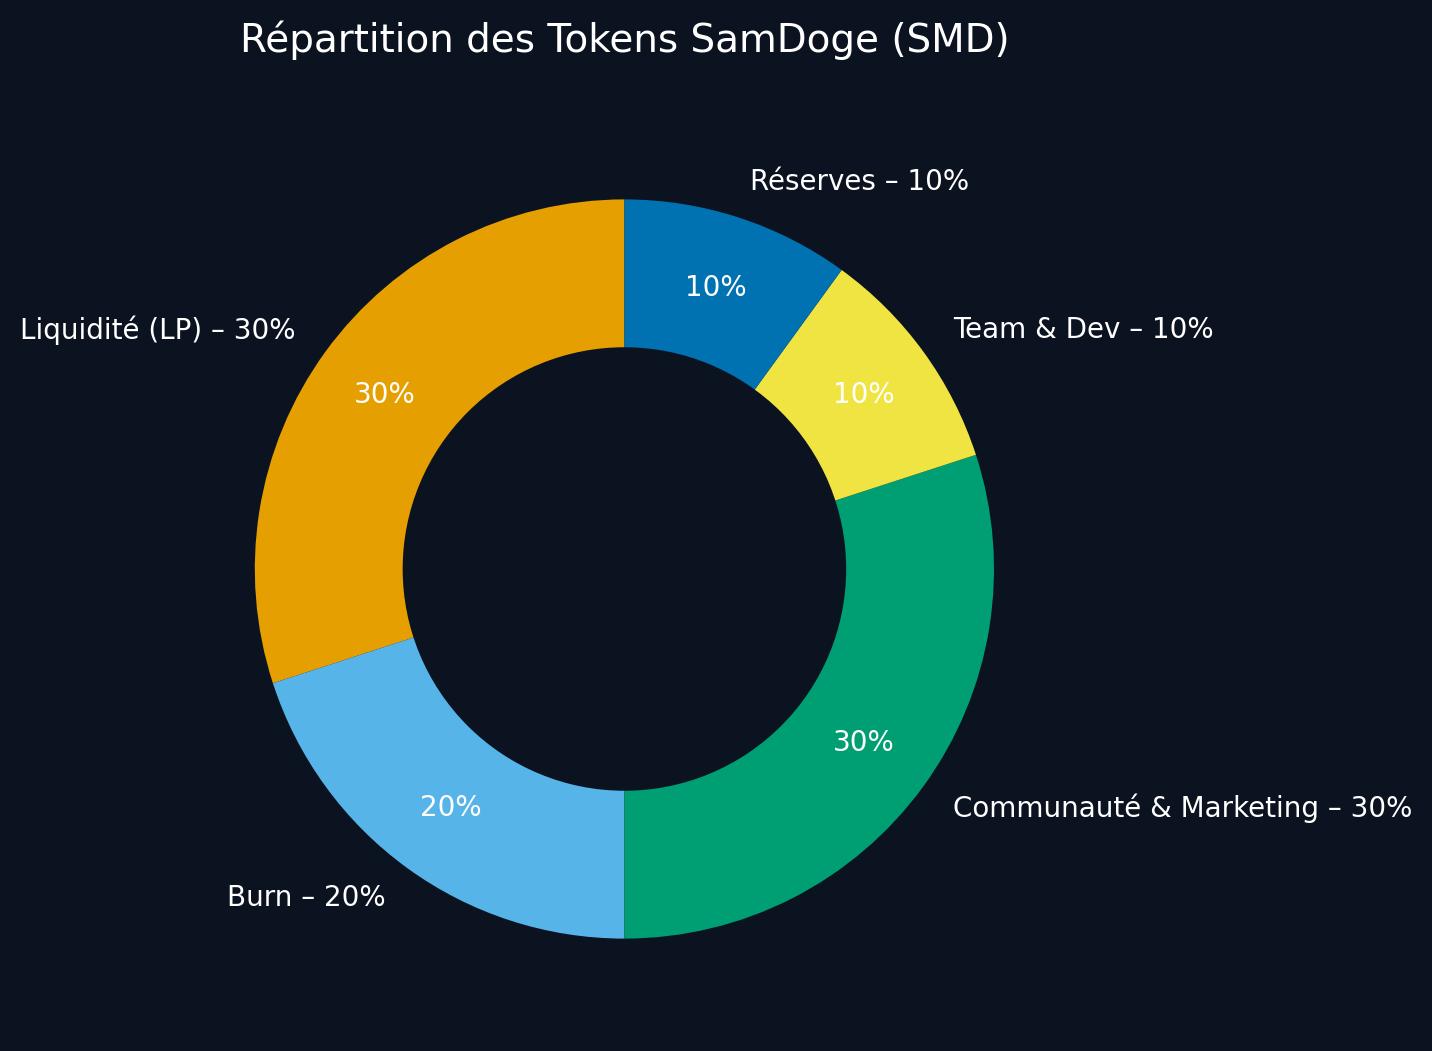 Répartition des Tokens SamDoge (SMD)
Réserves – 10%
10%
Liquidité (LP) – 30%
Team & Dev – 10%
30%
10%
30%
20%
Communauté & Marketing – 30%
Burn – 20%